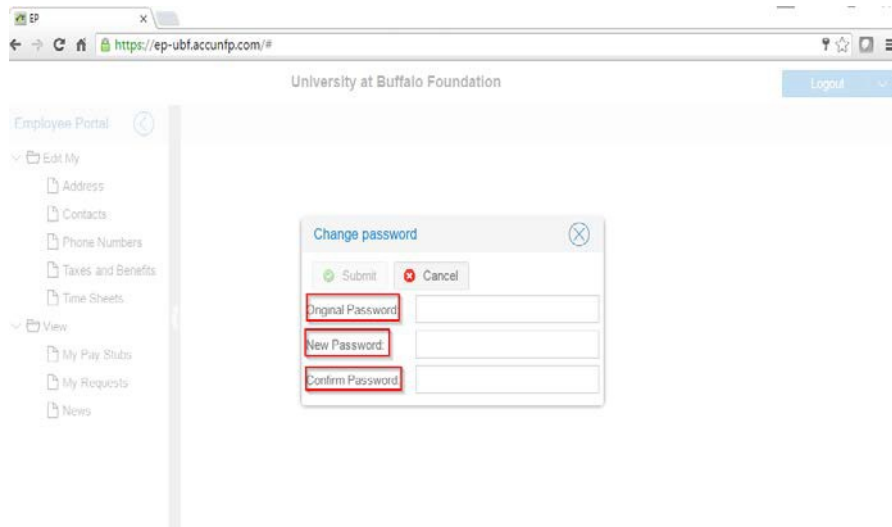 EP
https://ep-ubf.accunfp.com/#
University at Buffalo Foundation
Logout
Employee Portal
Edit My
Address
Contacts
Phone Numbers
Taxes and Benefits
Time Sheets
View
My Pay Stubs
My Requests
News
Change password
Submit
Cancel
Original Password:
New Password:
Confirm Password: